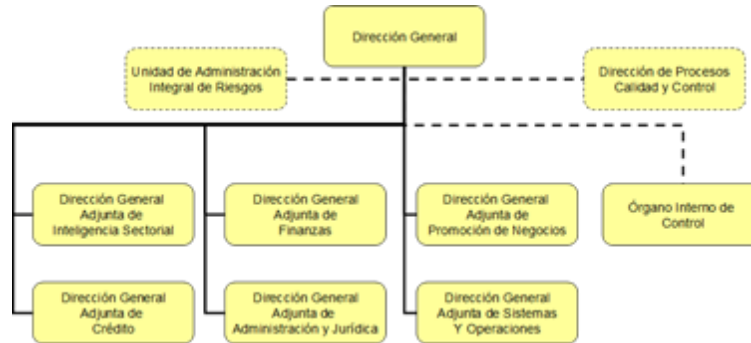 Dirección General
Unidad de Administración
Integral de Riesgos
Dirección de Procesos
Calidad y Control
Dirección General
Adjunta de
Inteligencia Sectorial
Dirección General
Adjunta de
Finanzas
Dirección General
Adjunta de
Promoción de Negocios
Órgano Interno de
Control
Dirección General
Adjunta de
Crédito
Dirección General
Adjunta de
Administración y Jurídica
Dirección General
Adjunta de Sistemas
Y Operaciones